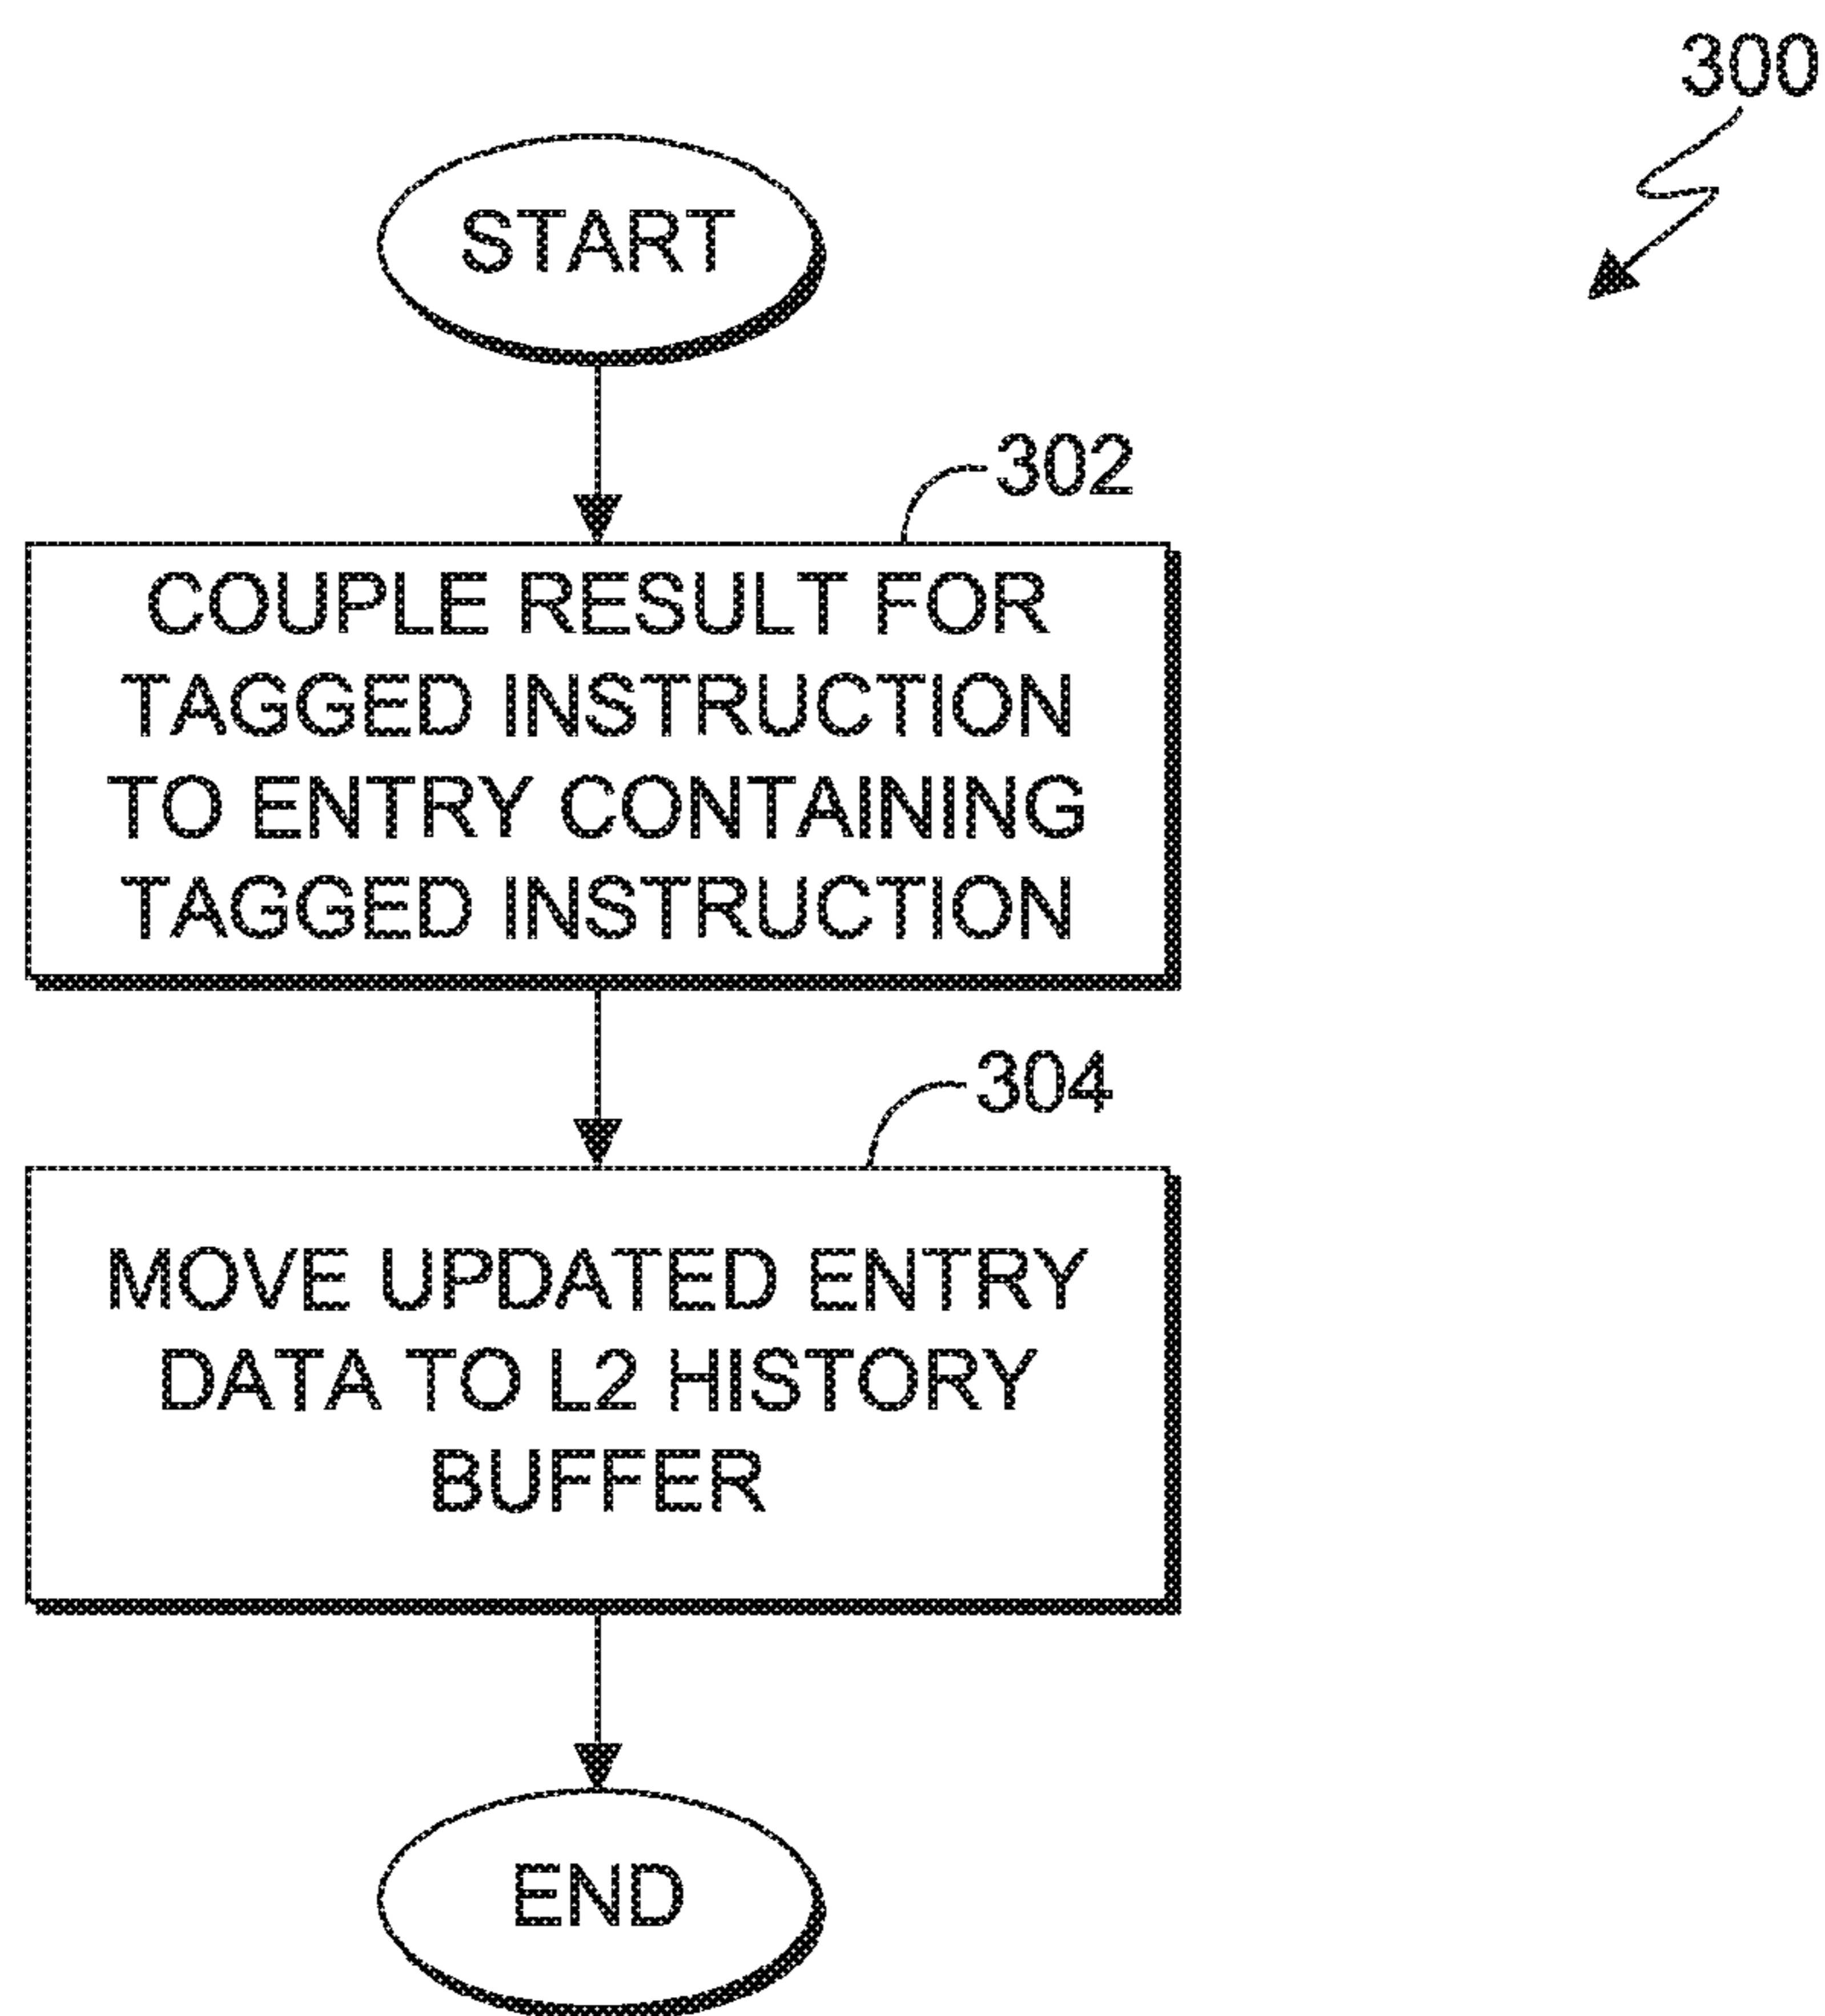 300
START
302
COUPLE RESULT FOR
TAGGED INSTRUCTION
TO ENTRY CONTAINING
TAGGED INSTRUCTION
304
MOVE UPDATED ENTRY
DATA TO L2 HISTORY
BUFFER
END